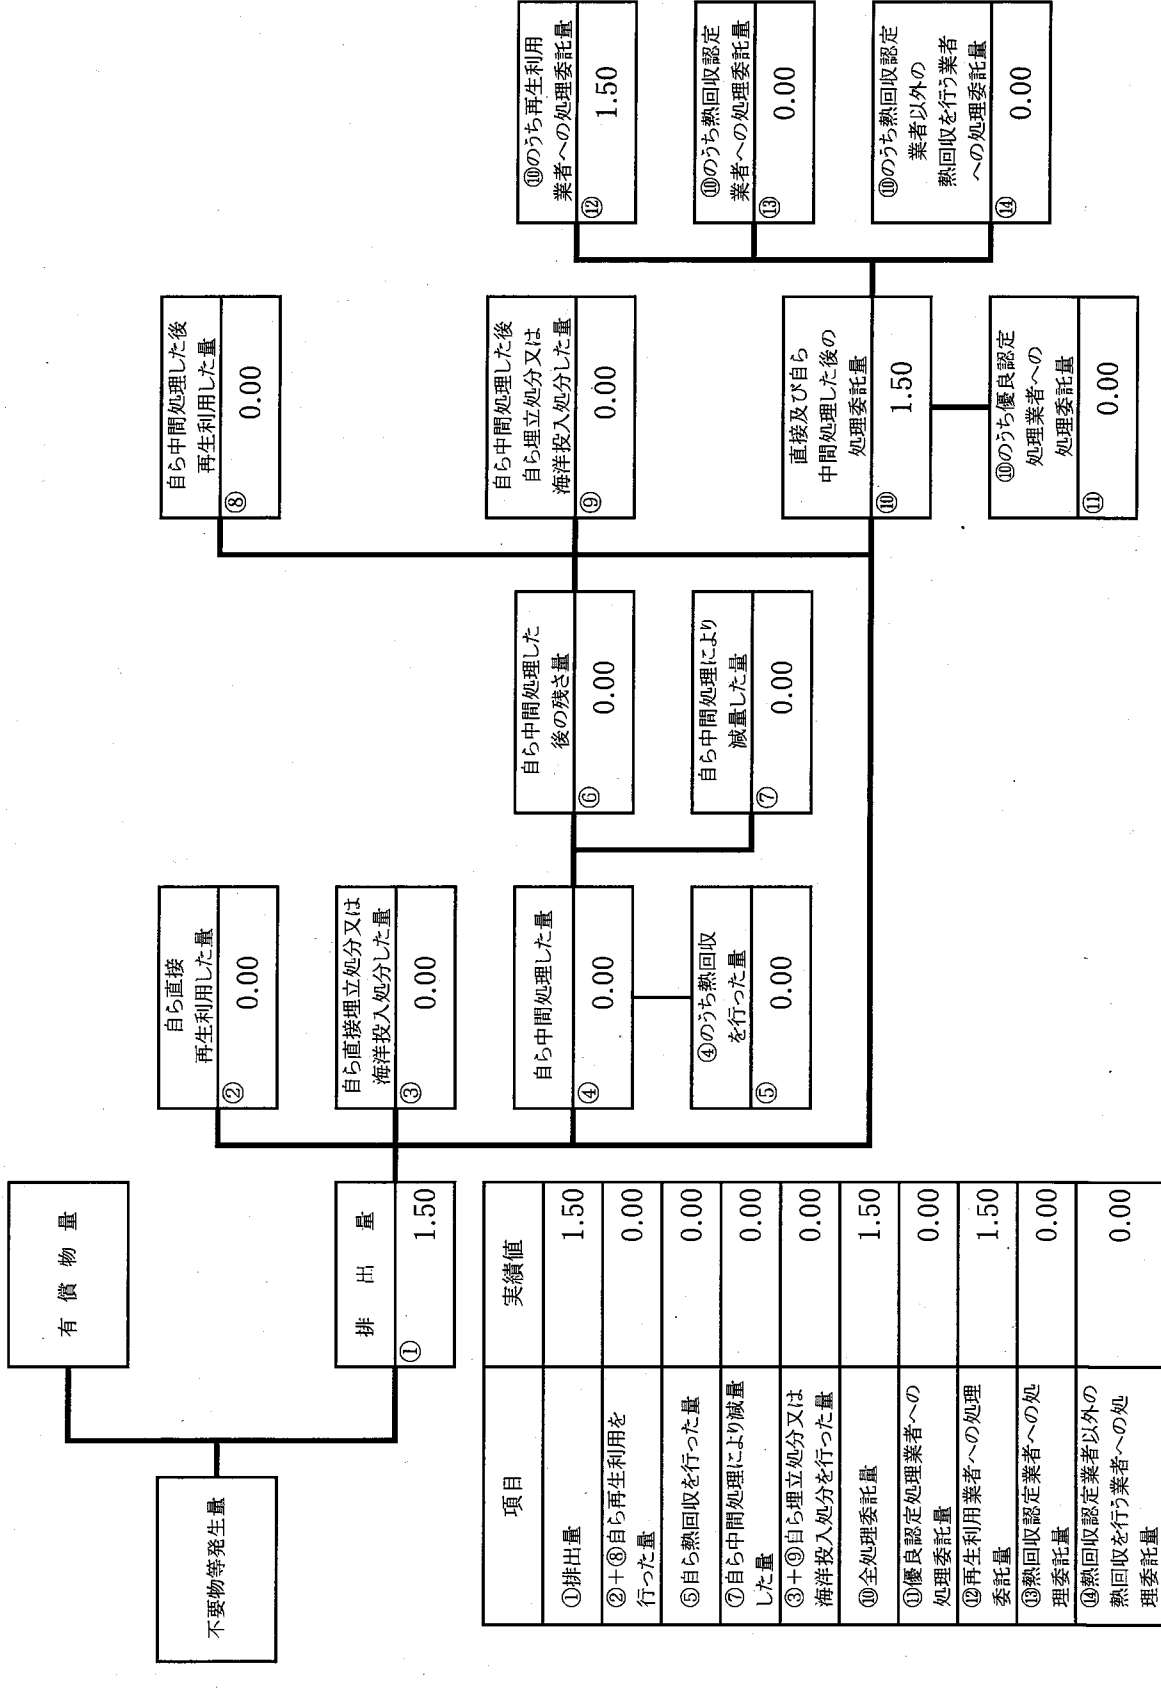 不要物等発生量
有償物量
排出量
①
1.50
自ら直接
再生利用した量
②
0.00
自ら直接埋立処分又は
海洋投入処分した量
③
0.00
自ら中間処理した量
④
0.00
④のうち熱回収
を行った量
⑤
0.00
自ら中間処理した
後の残さ量
⑥
0.00
自ら中間処理により
減量した量
⑦
0.00
自ら中間処理した後
再生利用した量
⑧
0.00
自ら中間処理した後
自ら埋立処分又は
海洋投入処分した量
⑨
0.00
直接及び自ら
中間処理した後の
処理委託量
⑩
1.50
⑩のうち優良認定
処理業者への
処理委託量
⑪
0.00
⑩のうち再生利用
業者への処理委託量
⑫
1.50
⑩のうち熱回収認定
業者への処理委託量
⑬
0.00
⑩のうち熱回収認定
業者以外の
熱回収を行う業者
への処理委託量
⑭
0.00
項目 実績値
①排出量 1.50
②+⑧自ら再生利用を
行った量 0.00
⑤自ら熱回収を行った量 0.00
⑦自ら中間処理により減量
した量 0.00
③+⑨自ら埋立処分又は
海洋投入処分を行った量 0.00
⑩全処理委託量 1.50
⑪優良認定処理業者への
処理委託量 0.00
⑫再生利用業者への処理
委託量 1.50
⑬熱回収認定業者への処
理委託量 0.00
⑭熱回収認定業者以外の
熱回収を行う業者への処
理委託量 0.00